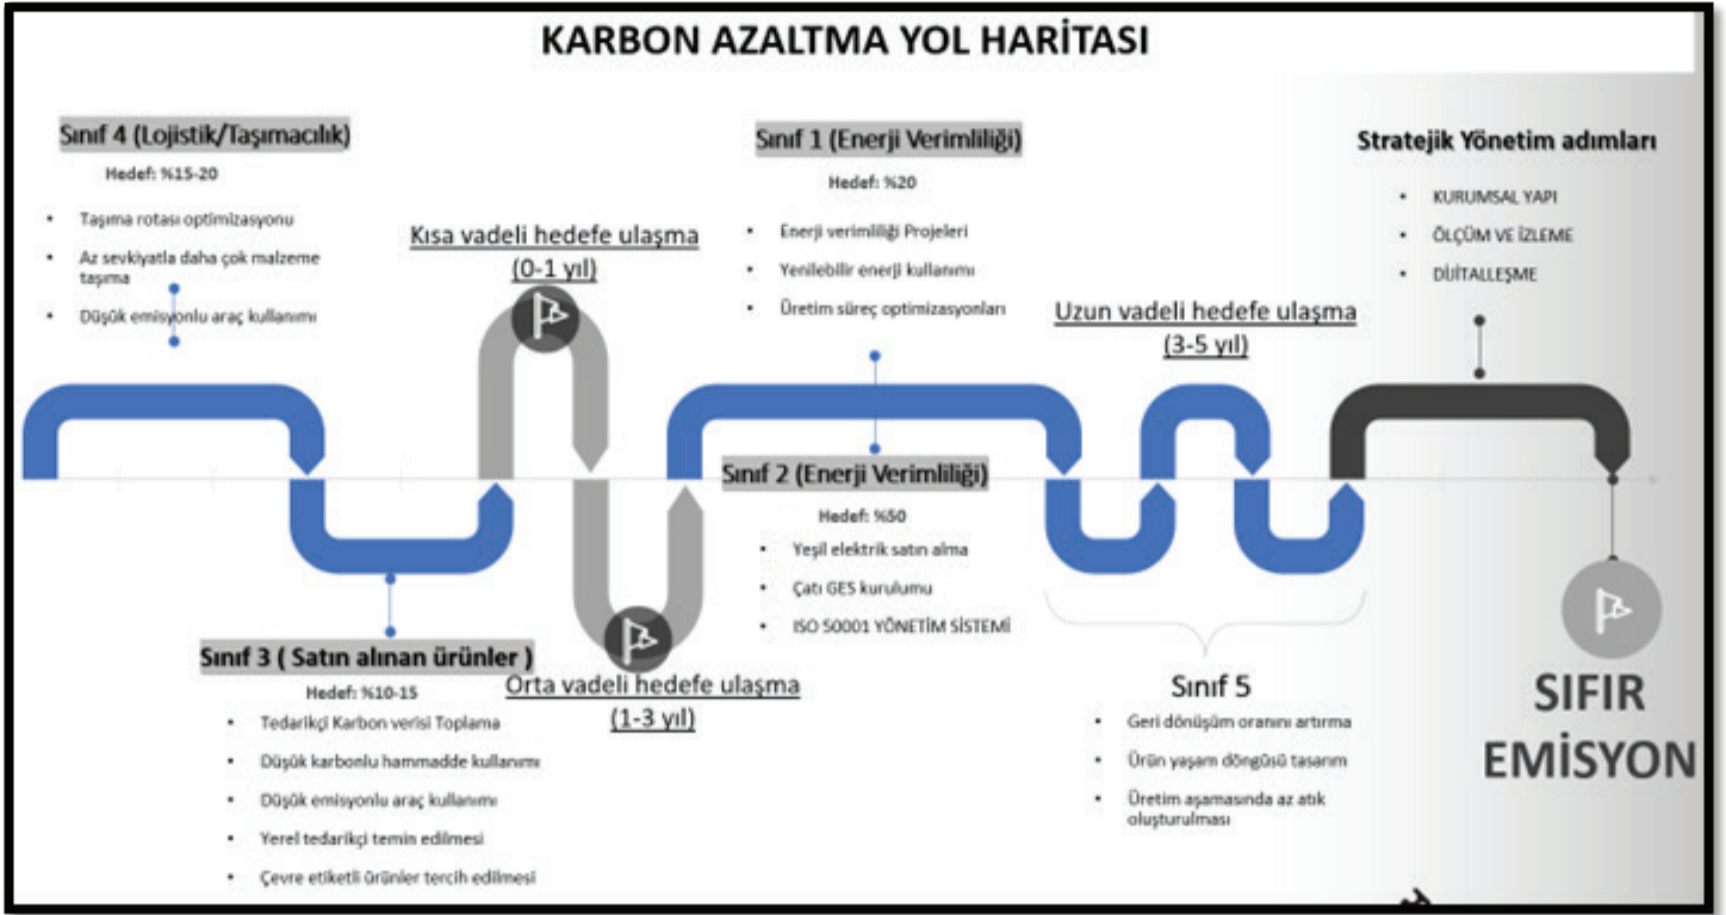 KARBON AZALTMA YOL HARİTASI
Sınıf 4 (Lojistik/Taşımacılık)
Hedef: %15-20
• Taşıma rotası optimizasyonu
• Az sevkiyatla daha çok malzeme
taşıma
• Düşük emisyonlu araç kullanımı
Kısa vadeli hedefe ulaşma
(0-1 yıl)
Sınıf 1 (Enerji Verimliliği)
Hedef: %20
• Enerji verimliliği Projeleri
• Yenilebilir enerji kullanımı
• Üretim süreç optimizasyonları
Uzun vadeli hedefe ulaşma
(3-5 yıl)
Stratejik Yönetim adımları
• KURUMSAL YAPI
• ÖLÇÜM VE İZLEME
• DİJİTALLEŞME
Sınıf 2 (Enerji Verimliliği)
Hedef: %50
• Yeşil elektrik satın alma
• Çatı GES kurulumu
• ISO 50001 YÖNETİM SİSTEMİ
Sınıf 3 ( Satın alınan ürünler )
Hedef: %10-15
• Tedarikçi Karbon verisi Toplama
• Düşük karbonlu hammadde kullanımı
• Düşük emisyonlu araç kullanımı
• Yerel tedarikçi temin edilmesi
• Çevre etiketli ürünler tercih edilmesi
Orta vadeli hedefe ulaşma
(1-3 yıl)
Sınıf 5
• Geri dönüşüm oranını artırma
• Ürün yaşam döngüsü tasarım
• Üretim aşamasında az atık
oluşturulması
SIFIR
EMİSYON